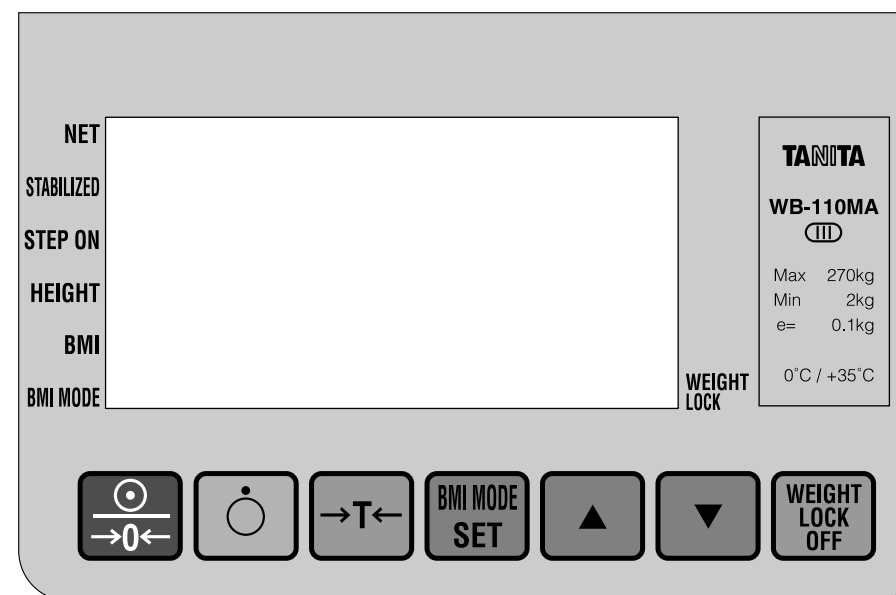 NET
STABILIZED
STEP ON
HEIGHT
BMI
BMI MODE
WEIGHT
LOCK
TANITA
WB-110MA
III
Max 270kg
Min 2kg
e= 0.1kg
0°C / +35°C
→0←
→T←
BMI MODE
SET
▲
▼
WEIGHT
LOCK
OFF